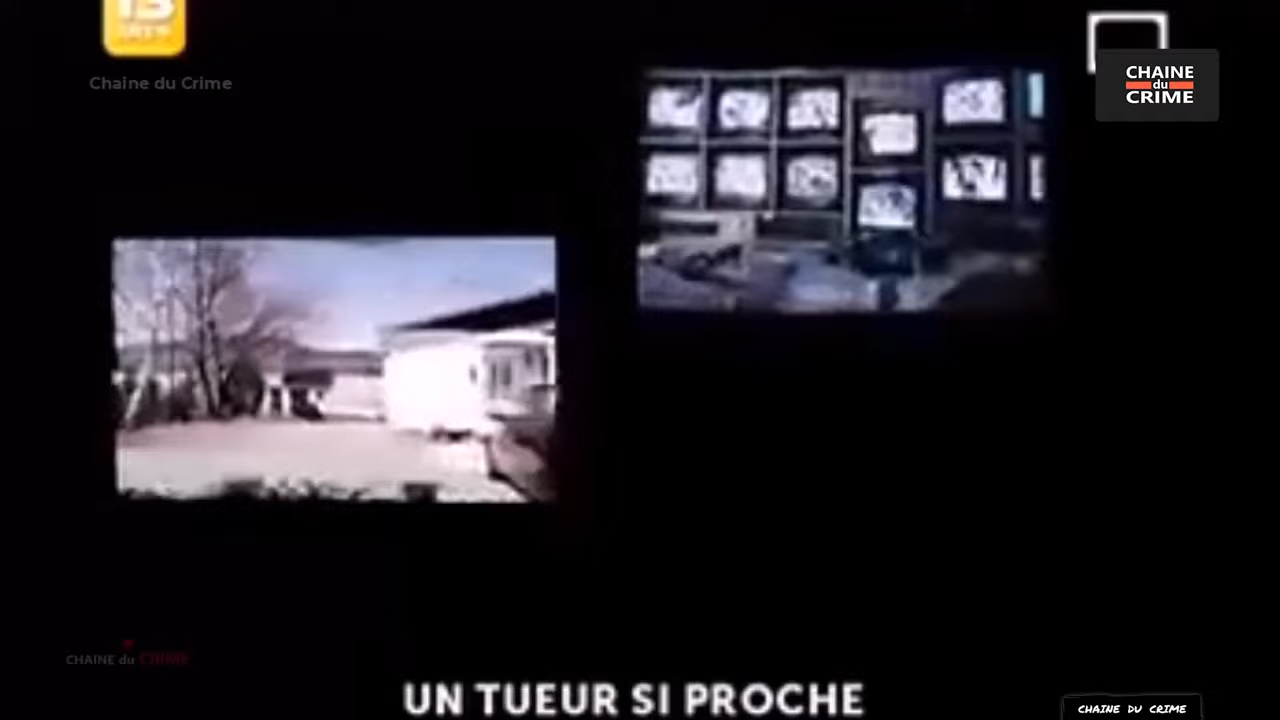 Chaine du Crime
CHAINE
du
CRIME
CHAINE du CRIME
UN TUEUR SI PROCHE
CHAINE DU CRIME